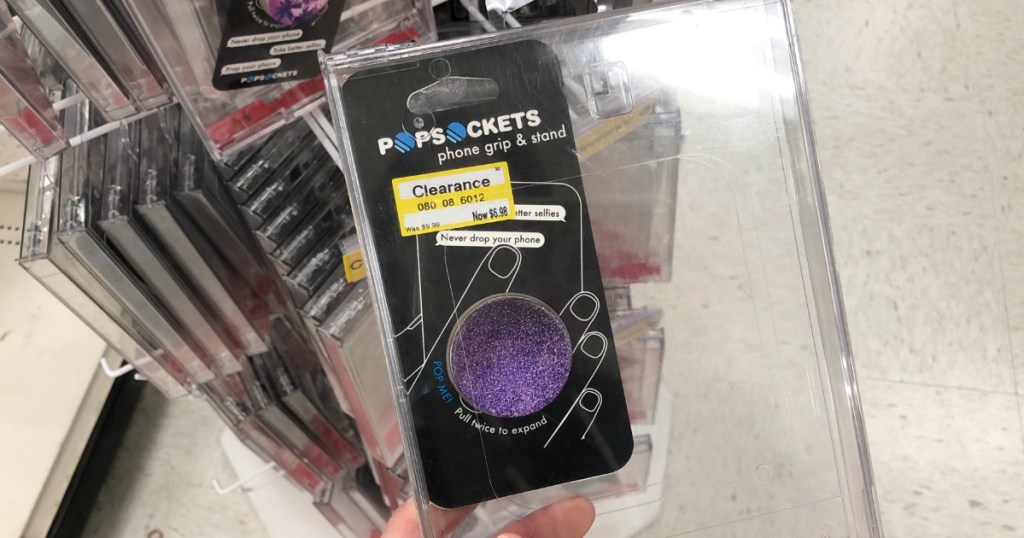 Never drop your phone
Take better selfies
Prop your phone
POPSOCKETS
POPSOCKETS
phone grip & stand
Clearance
080 08 6012
Was $9.99 Now $6.98
etter selfies
Never drop your phone
POP ME!
Pull twice to expand
C